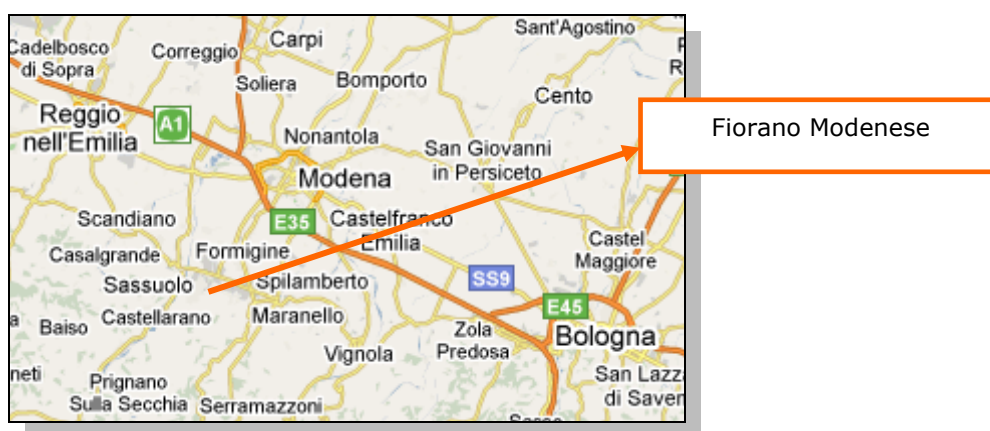 Sant'Agostino
Cadelbosco
di Sopra
Correggio
Carpi
R
Soliera
Bomporto
Cento
Reggio
nell'Emilia
A1
Nonantola
San Giovanni
in Persiceto
Fiorano Modenese
Modena
Scandiano
E35
Castelfranco
Emilia
Castel
Maggiore
Casalgrande
Formigine
Sassuolo
Spilamberto
SS9
E45
Baiso
Castellarano
Maranello
Zola
Predosa
Bologna
Vignola
neti
Prignano
Sulla Secchia
Serramazzoni
San Lazz
di Saven